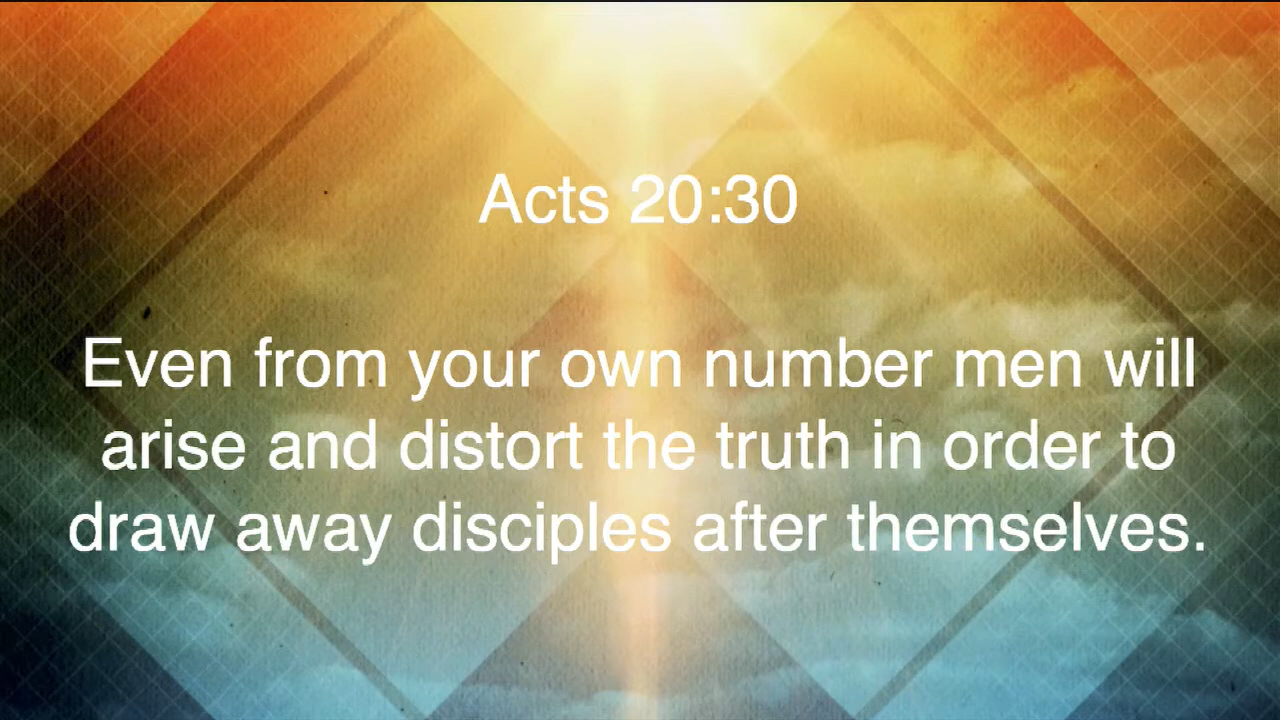 Acts 20:30
Even from your own number men will
arise and distort the truth in order to
draw away disciples after themselves.